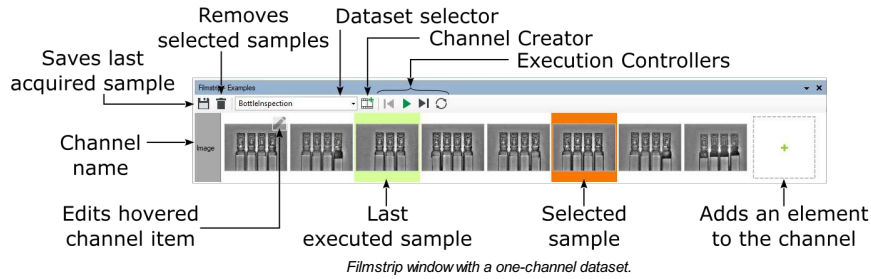 Removes
selected samples
Dataset selector
Channel Creator
Execution Controllers
Saves last
acquired sample
Filmstrip Examples
BottleInspection
Channel
name
Image
Edits hovered
channel item
Last
executed sample
Selected
sample
Adds an element
to the channel
Filmstrip window with a one-channel dataset.